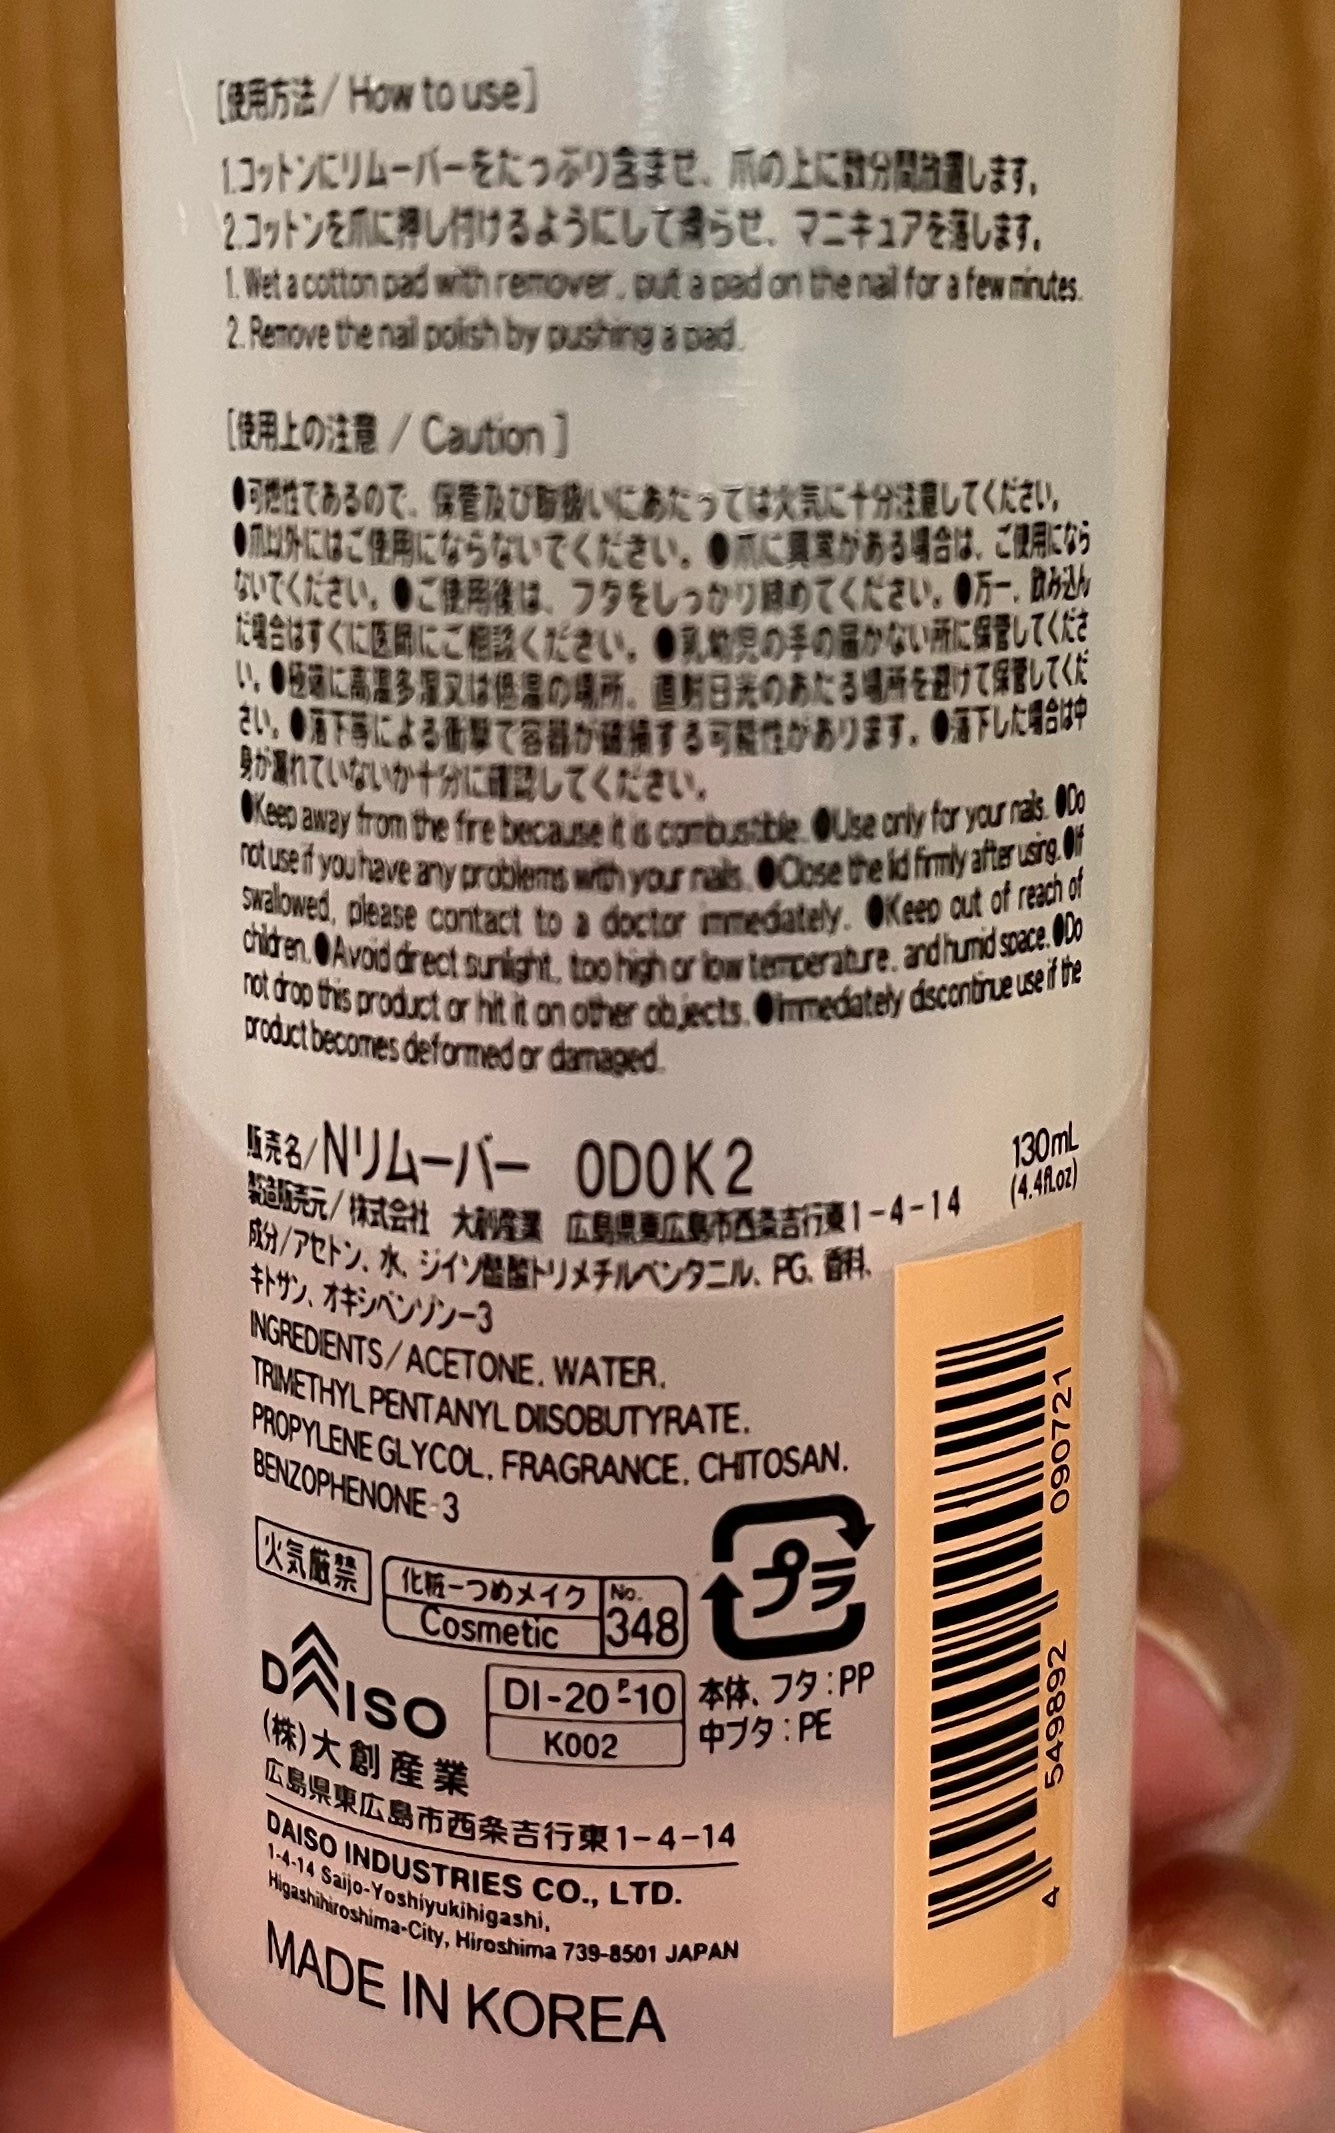 [使用方法/How to use]
1.コットンにリムーバーをたっぷり含ませ、爪の上に数分間放置します。
2.コットンを爪に押し付けるようにして滑らせ、マニキュアを落します。
1. Wet a cotton pad with remover, put a pad on the nail for a few minutes.
2. Remove the nail polish by pushing a pad.
[使用上の注意 / Caution]
●可燃性であるので、保管及び取扱いにあたっては火気に十分注意してください。
●爪以外にはご使用にならないでください。●爪に異常がある場合は、ご使用になら
ないでください。●ご使用後は、フタをしっかり締めてください。●万一、飲み込ん
だ場合はすぐに医師にご相談ください。●乳幼児の手の届かない所に保管してくださ
い。●極端に高温多湿又は低温の場所、直射日光のあたる場所を避けて保管してくだ
さい。●落下等による衝撃で容器が破損する可能性があります。●落下した場合は中
身が漏れていないか十分に確認してください。
●Keep away from the fire because it is combustible. ●Use only for your nails. ●Do
not use if you have any problems with your nails. ●Close the lid firmly after using. ●If
swallowed, please contact to a doctor immediately. ●Keep out of reach of
children. ●Avoid direct sunlight, too high or low temperature, and humid space. ●Do
not drop this product or hit it on other objects. ●Immediately discontinue use if the
product becomes deformed or damaged.
販売名/Nリムーバー ODOK2 130mL
(4.4fl.oz)
製造販売元/株式会社 大創産業 広島県東広島市西条吉行東1-4-14
成分/アセトン、水、ジイソ酪酸トリメチルペンタニル、PG、香料、
キトサン、オキシベンゾン-3
INGREDIENTS/ACETONE, WATER,
TRIMETHYL PENTANYL DIISOBUTYRATE,
PROPYLENE GLYCOL, FRAGRANCE, CHITOSAN,
BENZOPHENONE-3
火気厳禁
化粧-つめメイク
Cosmetic
No.
348
プラ
DAISO
DI-20-P-10
K002
本体、フタ:PP
中ブタ:PE
(株)大創産業
広島県東広島市西条吉行東1-4-14
DAISO INDUSTRIES CO., LTD.
1-4-14 Saijo-Yoshiyukihigashi,
Higashihiroshima-City, Hiroshima 739-8501 JAPAN
MADE IN KOREA
4 549892 090721